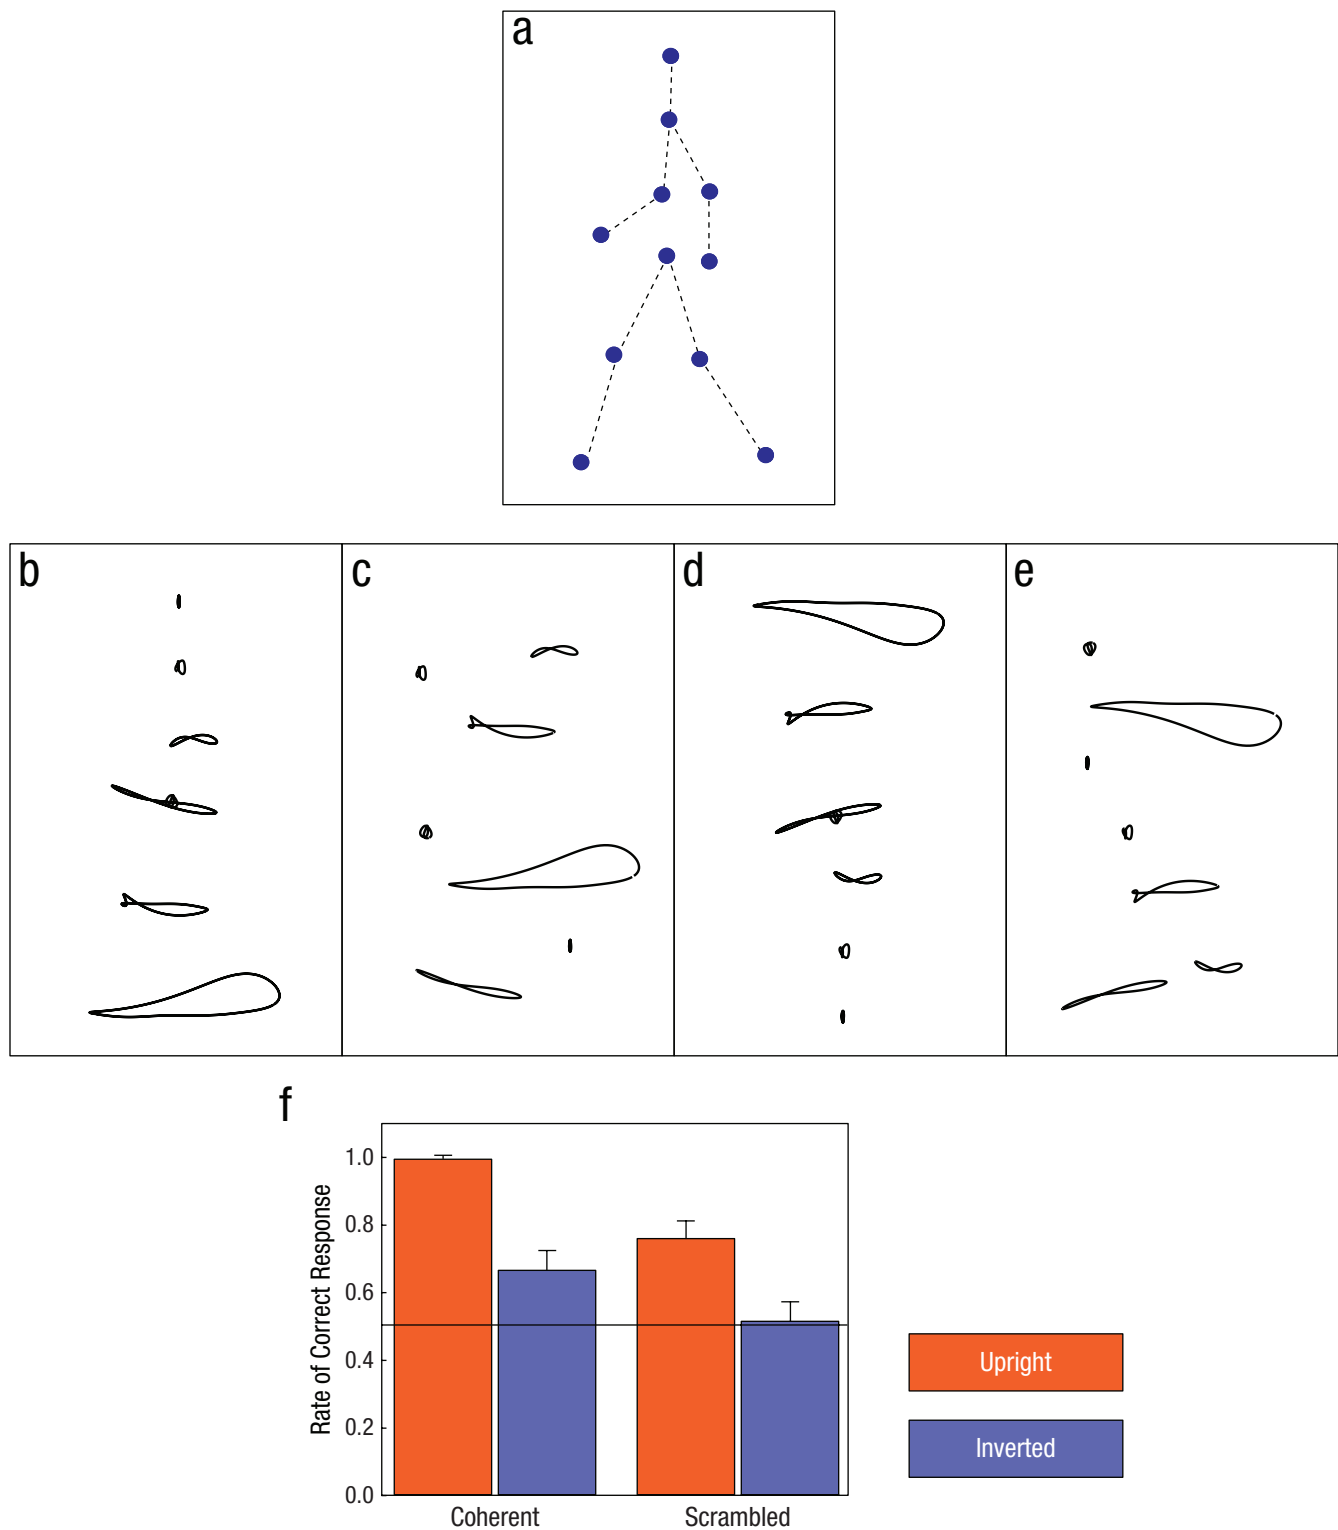 a
b
c
d
e
f
Rate of Correct Response
1.0
0.8
0.6
0.4
0.2
0.0
Coherent
Scrambled
Upright
Inverted